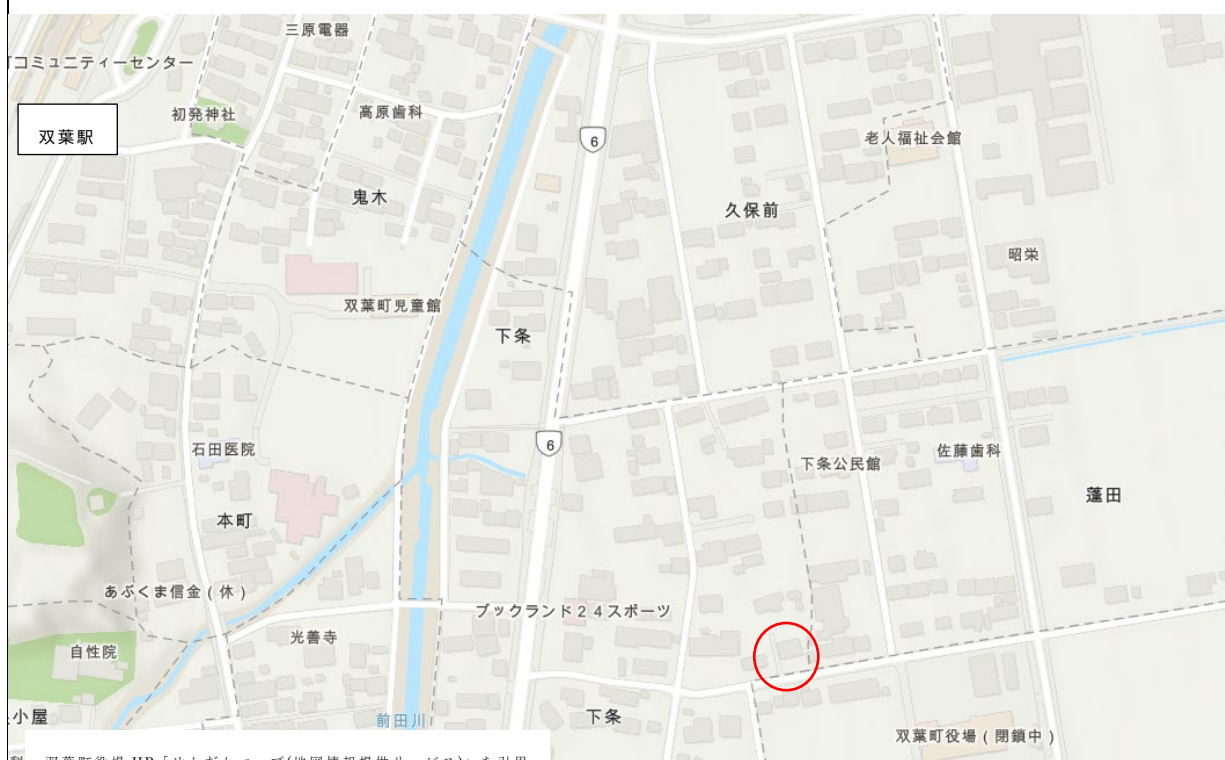 三原電器
コミュニティーセンター
初発神社
高原歯科
双葉駅
6
老人福祉会館
鬼木
久保前
昭栄
双葉町児童館
下条
6
石田医院
下条公民館
佐藤歯科
蓬田
本町
あぶくま信金(休)
ブックランド24スポーツ
光善寺
自性院
小屋
前田川
下条
双葉町役場(閉鎖中)